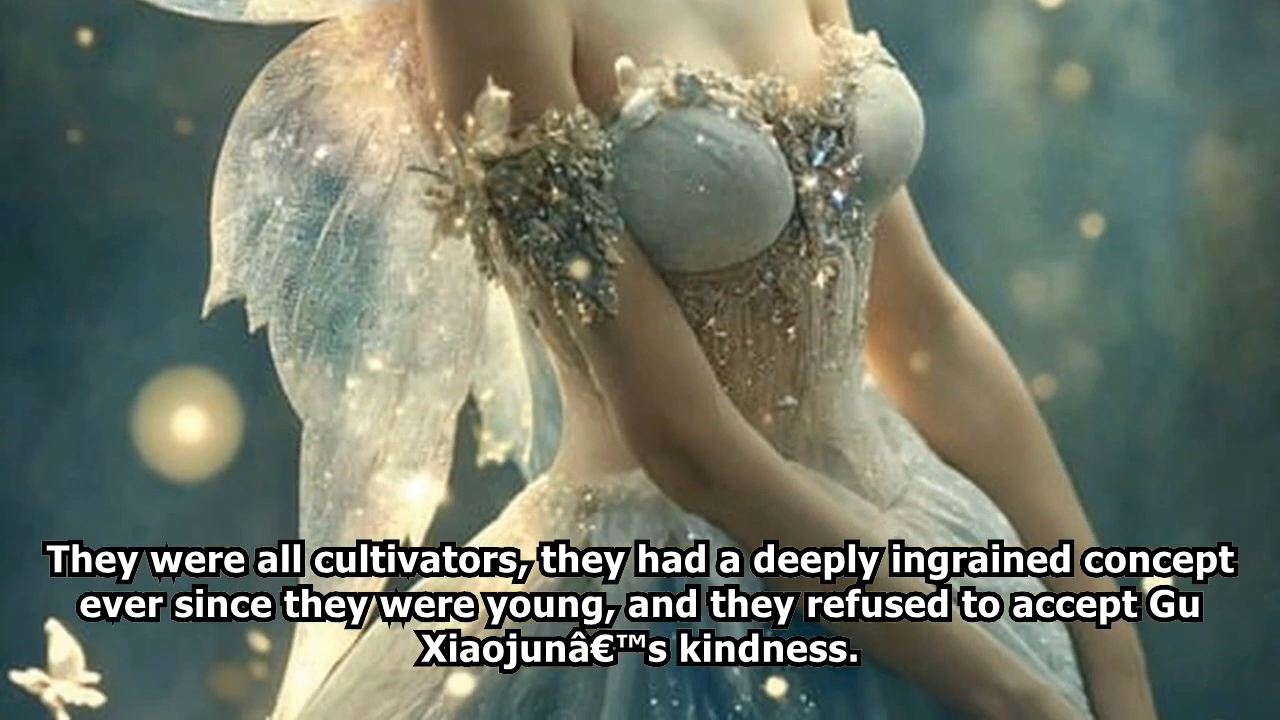 They were all cultivators, they had a deeply ingrained concept
ever since they were young, and they refused to accept Gu
Xiaojunâ€™s kindness.